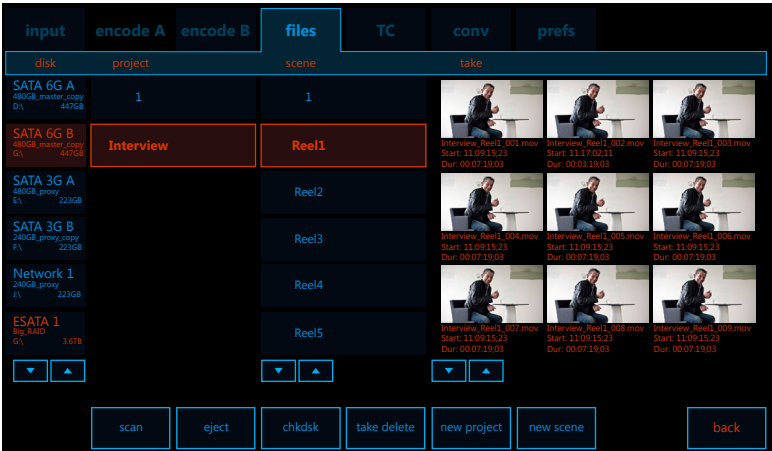 input encode A encode B files TC conv prefs
disk project scene take
SATA 6G A
480GB_master_copy
D:\ 447GB
1
1
SATA 6G B
480GB_master_copy
G:\ 447GB
Interview
Reel1
SATA 3G A
480GB_proxy
E:\ 223GB
Reel2
SATA 3G B
240GB_proxy_copy
F:\ 223GB
Reel3
Network 1
240GB_proxy
J:\ 223GB
Reel4
ESATA 1
Big_RAID
G:\ 3.6TB
Reel5
Interview_Reel1_001.mov
Start: 11:09:15;23
Dur: 00:07:19;03
Interview_Reel1_002.mov
Start: 11:17:02;11
Dur: 00:03:19;03
Interview_Reel1_003.mov
Start: 11:09:15;23
Dur: 00:07:19;03
Interview_Reel1_004.mov
Start: 11:09:15;23
Dur: 00:07:19;03
Interview_Reel1_005.mov
Start: 11:09:15;23
Dur: 00:07:19;03
Interview_Reel1_006.mov
Start: 11:09:15;23
Dur: 00:07:19;03
Interview_Reel1_007.mov
Start: 11:09:15;23
Dur: 00:07:19;03
Interview_Reel1_008.mov
Start: 11:09:15;23
Dur: 00:07:19;03
Interview_Reel1_009.mov
Start: 11:09:15;23
Dur: 00:07:19;03
scan eject chkdsk take delete new project new scene back